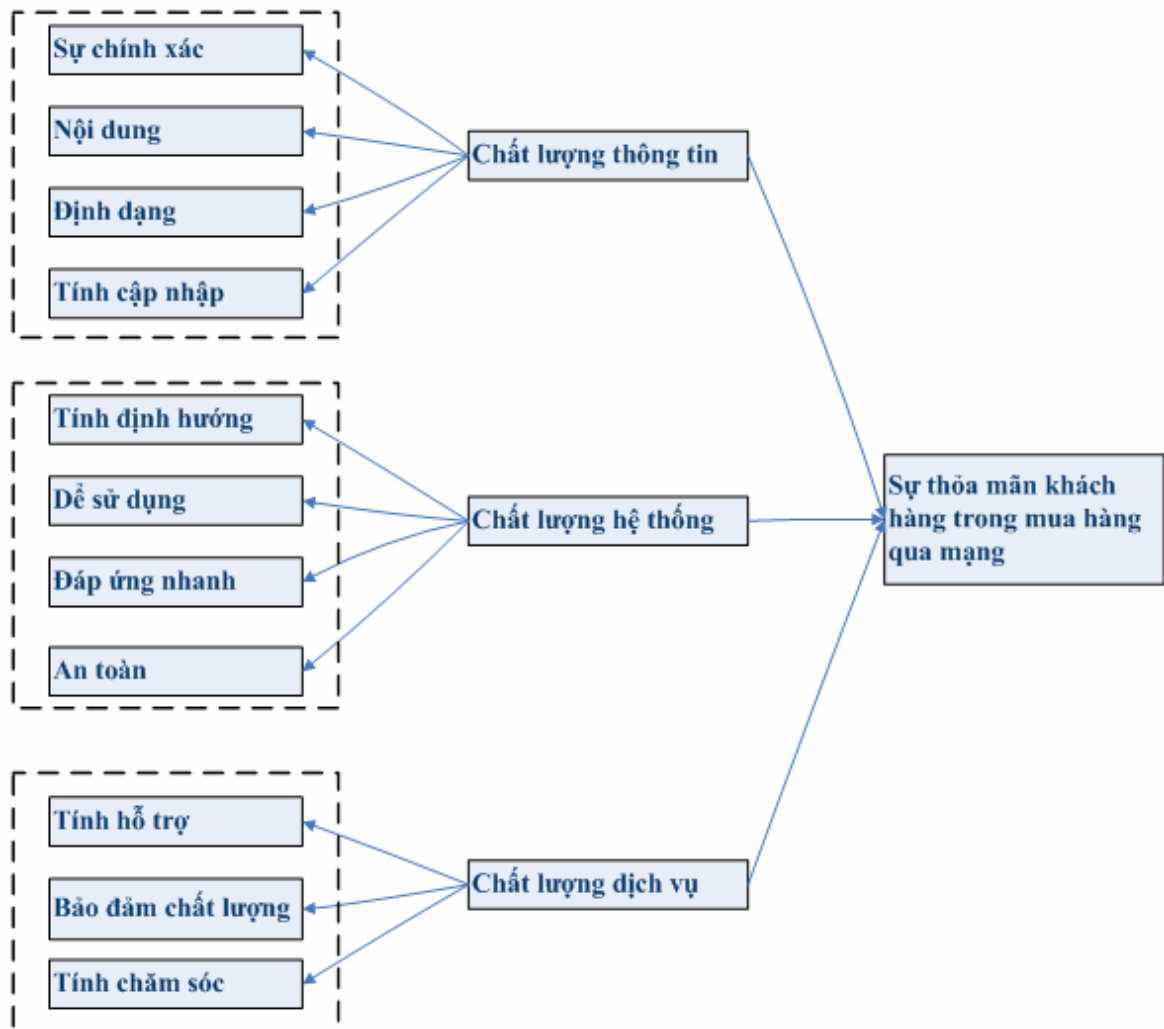 Sự chính xác
Nội dung
Định dạng
Tính cập nhập
Chất lượng thông tin
Tính định hướng
Dể sử dụng
Đáp ứng nhanh
An toàn
Chất lượng hệ thống
Sự thỏa mãn khách
hàng trong mua hàng
qua mạng
Tính hỗ trợ
Bảo đảm chất lượng
Tính chăm sóc
Chất lượng dịch vụ